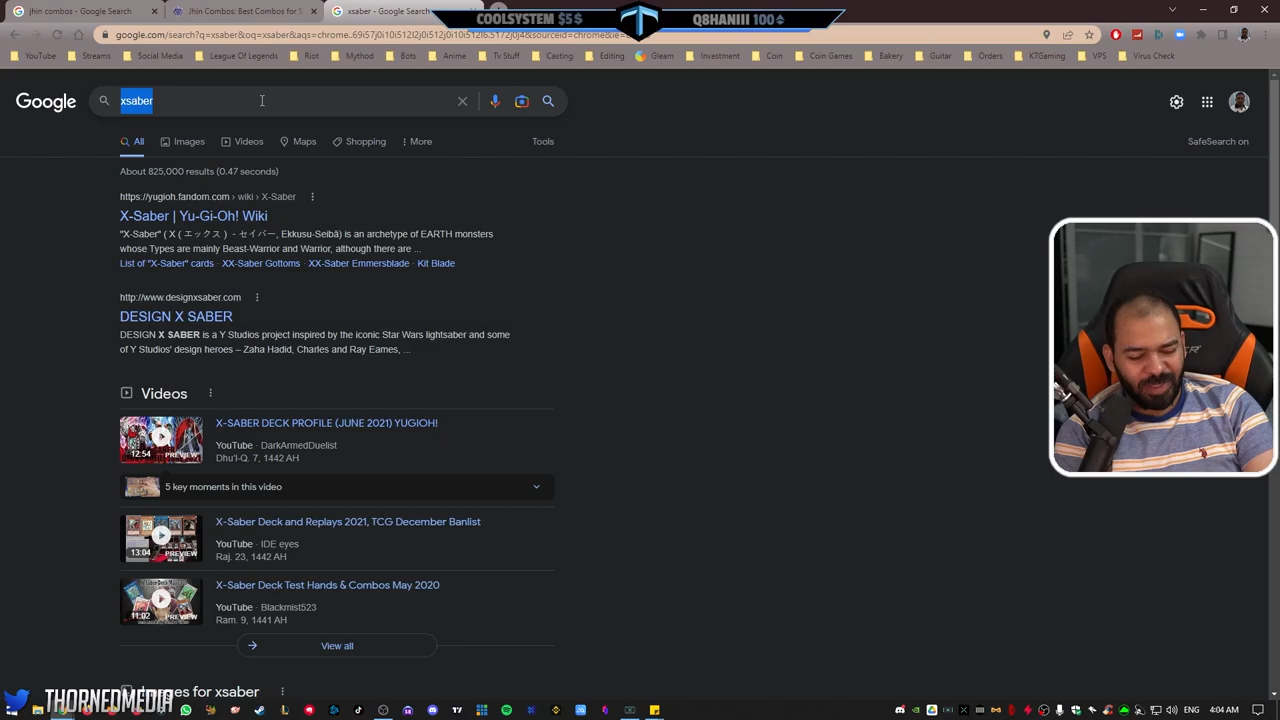 jhin combos - Google Search
Jhin Combos: Best Combos for S
xsaber - Google Search
COOLSYSTEM $5$
Q8HANIII 100
google.com/search?q=xsaber&oq=xsaber&aqs=chrome
YouTube Streams Social Media League Of Legends Riot Mythod Bots Anime Tv Stuff Casting Editing Gleam Investment Coin Coin Games Bakery Guitar Orders KTGaming VPS Virus Check
Google
xsaber
All Images Videos Maps Shopping More Tools
SafeSearch on
About 825,000 results (0.47 seconds)
https://yugioh.fandom.com › wiki › X-Saber
X-Saber | Yu-Gi-Oh! Wiki
"X-Saber" ( X ( エックス ) - セイバー, Ekkusu-Seibā) is an archetype of EARTH monsters
whose Types are mainly Beast-Warrior and Warrior, although there are ...
List of "X-Saber" cards · XX-Saber Gottoms · XX-Saber Emmersblade · Kit Blade
http://www.designxsaber.com
DESIGN X SABER
DESIGN X SABER is a Y Studios project inspired by the iconic Star Wars lightsaber and some
of Y Studios' design heroes – Zaha Hadid, Charles and Ray Eames, ...
Videos
X-SABER DECK PROFILE (JUNE 2021) YUGIOH!
YouTube · DarkArmedDuelist
12:54 PREVIEW
Dhuʻl-Q. 7, 1442 AH
5 key moments in this video
X-Saber Deck and Replays 2021, TCG December Banlist
YouTube · IDE eyes
13:04 PREVIEW
Raj. 23, 1442 AH
X-Saber Deck Test Hands & Combos May 2020
YouTube · Blackmist523
11:02 PREVIEW
Ram. 9, 1441 AH
View all
Images for xsaber
THORNEDMEDIA
ENG 4:04 AM